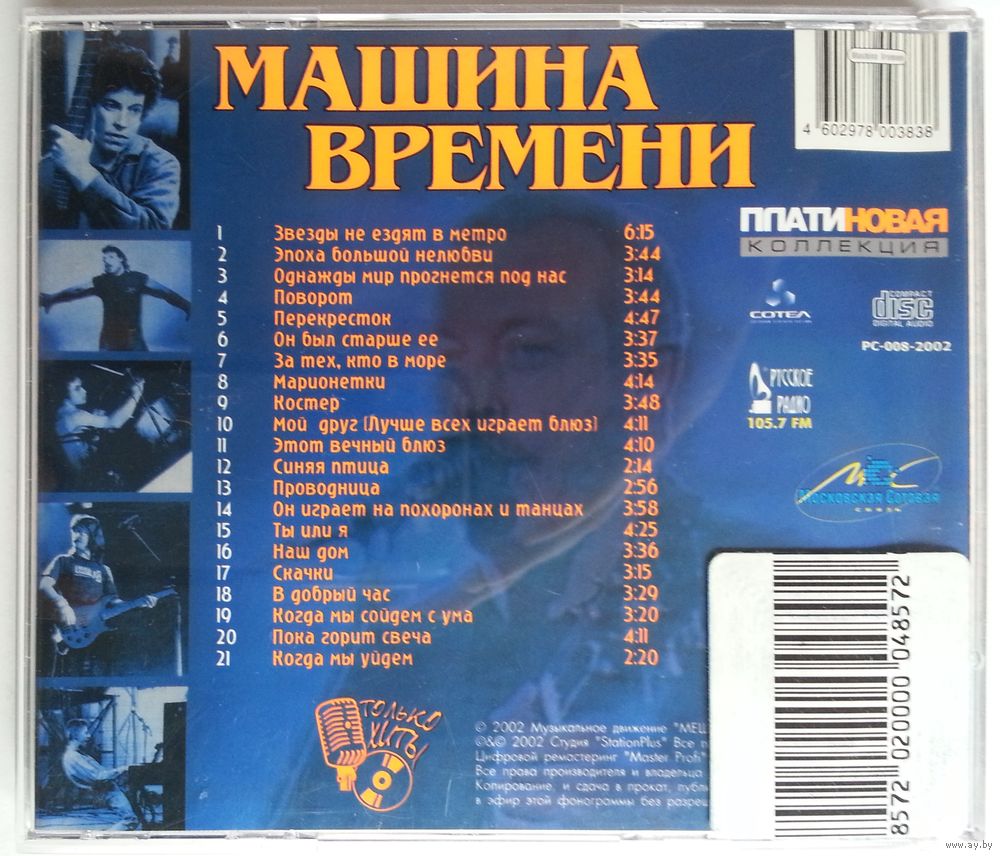 МАШИНА
ВРЕМЕНИ
4 602978 003838
ПЛАТИНОВАЯ
КОЛЛЕКЦИЯ
СОТЕЛ
COMPACT
disc
DIGITAL AUDIO
PC-008-2002
РУССКОЕ
РАДИО
105.7 FM
Московская Сотовая
связь
1 Звезды не ездят в метро 6:15
2 Эпоха большой нелюбви 3:44
3 Однажды мир прогнется под нас 3:14
4 Поворот 3:44
5 Перекресток 4:47
6 Он был старше ее 3:37
7 За тех, кто в море 3:35
8 Марионетки 4:14
9 Костер 3:48
10 Мой друг (Лучше всех играет блюз) 4:11
11 Этот вечный блюз 4:10
12 Синяя птица 2:14
13 Проводница 2:56
14 Он играет на похоронах и танцах 3:58
15 Ты или я 4:25
16 Наш дом 3:36
17 Скачки 3:15
18 В добрый час 3:29
19 Когда мы сойдем с ума 3:20
20 Пока горит свеча 4:11
21 Когда мы уйдем 2:20
ТОЛЬКО
ХИТЫ
© 2002 Музыкальное движение "МЕЦ
©&© 2002 Студия "StationPlus" Все п
Цифровой ремастеринг "Master Profi"
Все права производителя и владельца
Копирование, и сдача в прокат, публи
в эфир этой фонограммы без разреш
8572 020000 048572
www.ay.by